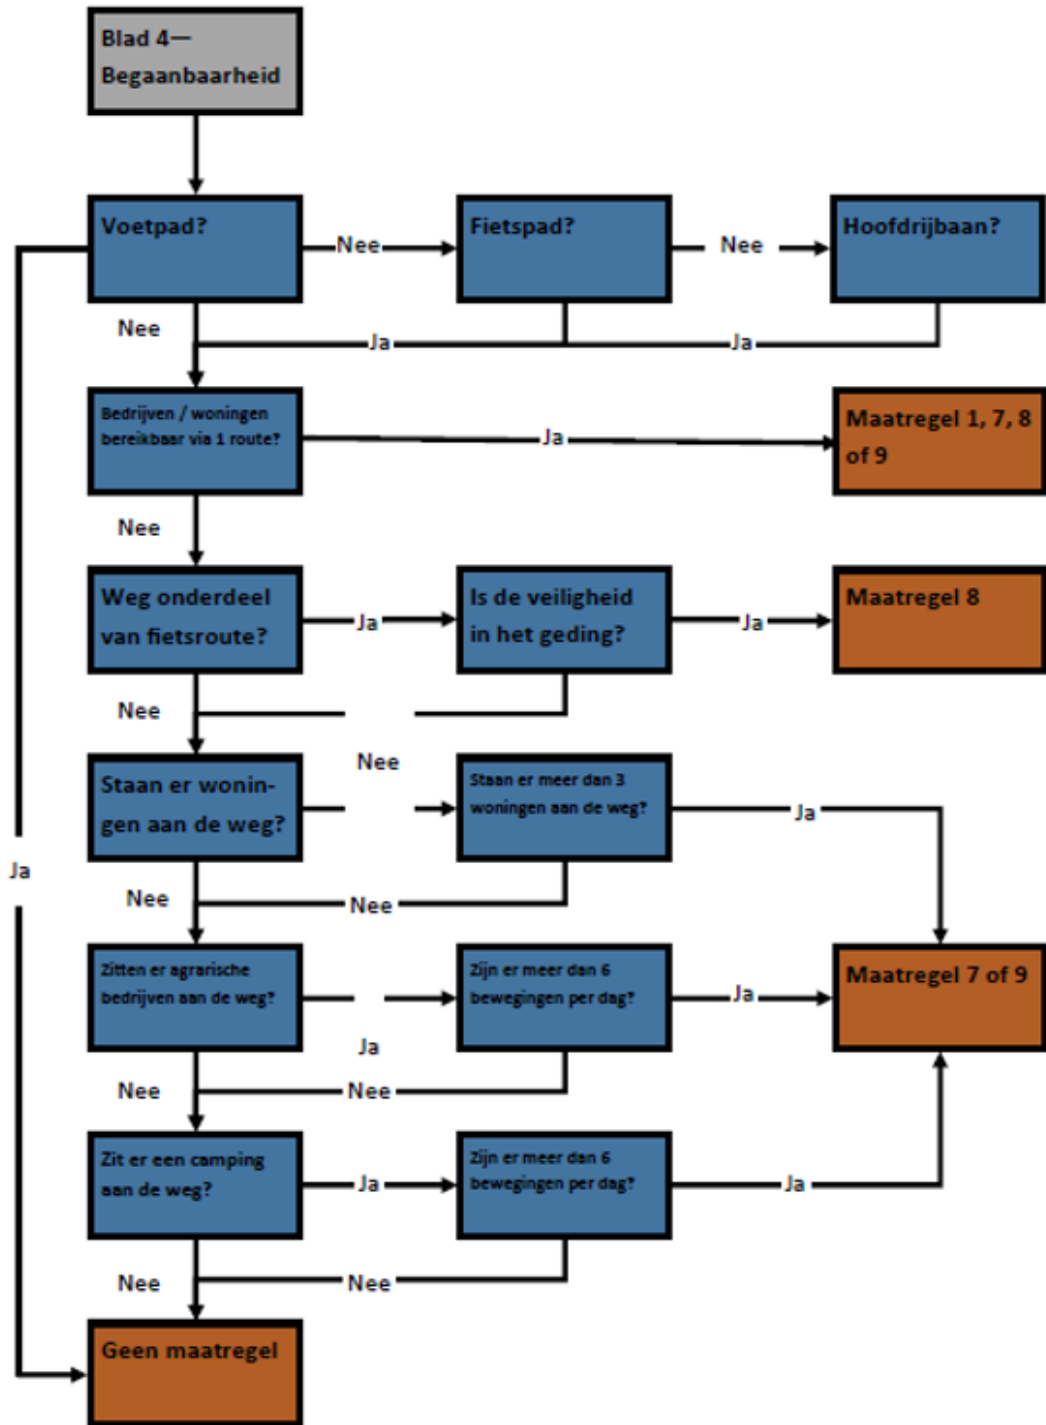 Blad 4—
Begaanbaarheid
Voetpad?
Nee
Fietspad?
Nee
Hoofdrijbaan?
Nee
Ja
Ja
Bedrijven / woningen
bereikbaar via 1 route?
Ja
Maatregel 1, 7, 8
of 9
Nee
Weg onderdeel
van fietsroute?
Ja
Is de veiligheid
in het geding?
Ja
Maatregel 8
Nee
Nee
Staan er wonin-
gen aan de weg?
Staan er meer dan 3
woningen aan de weg?
Ja
Ja
Nee
Nee
Zitten er agrarische
bedrijven aan de weg?
Zijn er meer dan 6
bewegingen per dag?
Ja
Maatregel 7 of 9
Ja
Nee
Nee
Zit er een camping
aan de weg?
Ja
Zijn er meer dan 6
bewegingen per dag?
Ja
Nee
Nee
Geen maatregel